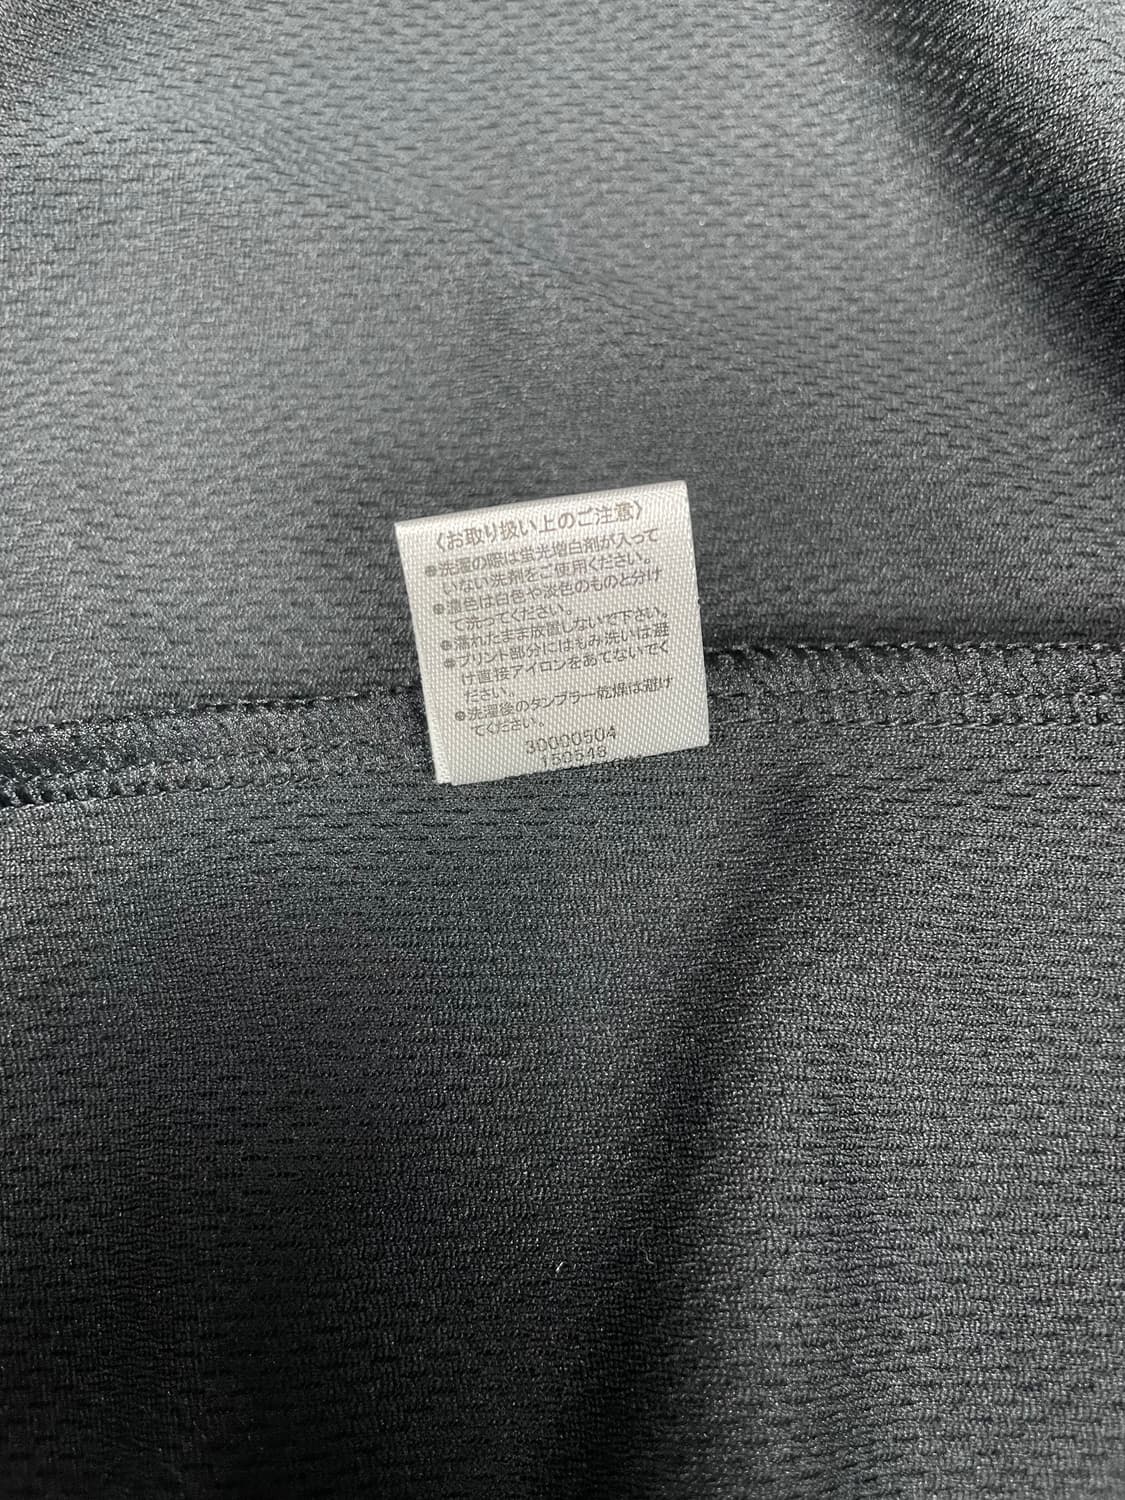 〈お取り扱い上のご注意〉
●洗濯の際は蛍光増白剤が入って
いない洗剤をご使用ください。
●濃色は白色や淡色のものと分け
て洗ってください。
●濡れたまま放置しないで下さい。
●プリント部分にはもみ洗いは避
け直接アイロンをあてないでく
ださい。
●洗濯後のタンブラー乾燥は避け
てください。
30000504